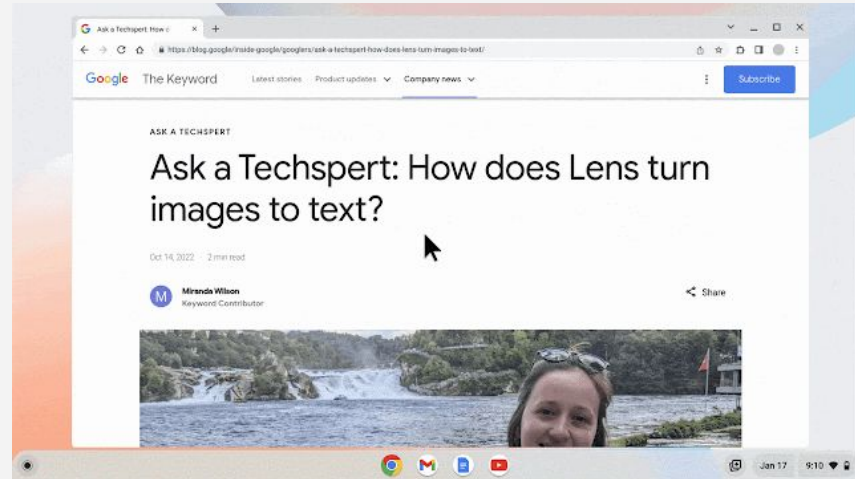 Ask a Techspert: How d
https://blog.google/inside-google/googlers/ask-a-techspert-how-does-lens-turn-images-to-text/
Google The Keyword Latest stories Product updates Company news Subscribe
ASK A TECHSPERT
Ask a Techspert: How does Lens turn
images to text?
Oct 14, 2022 · 2 min read
M Miranda Wilson Share
Keyword Contributor
Jan 17 9:10